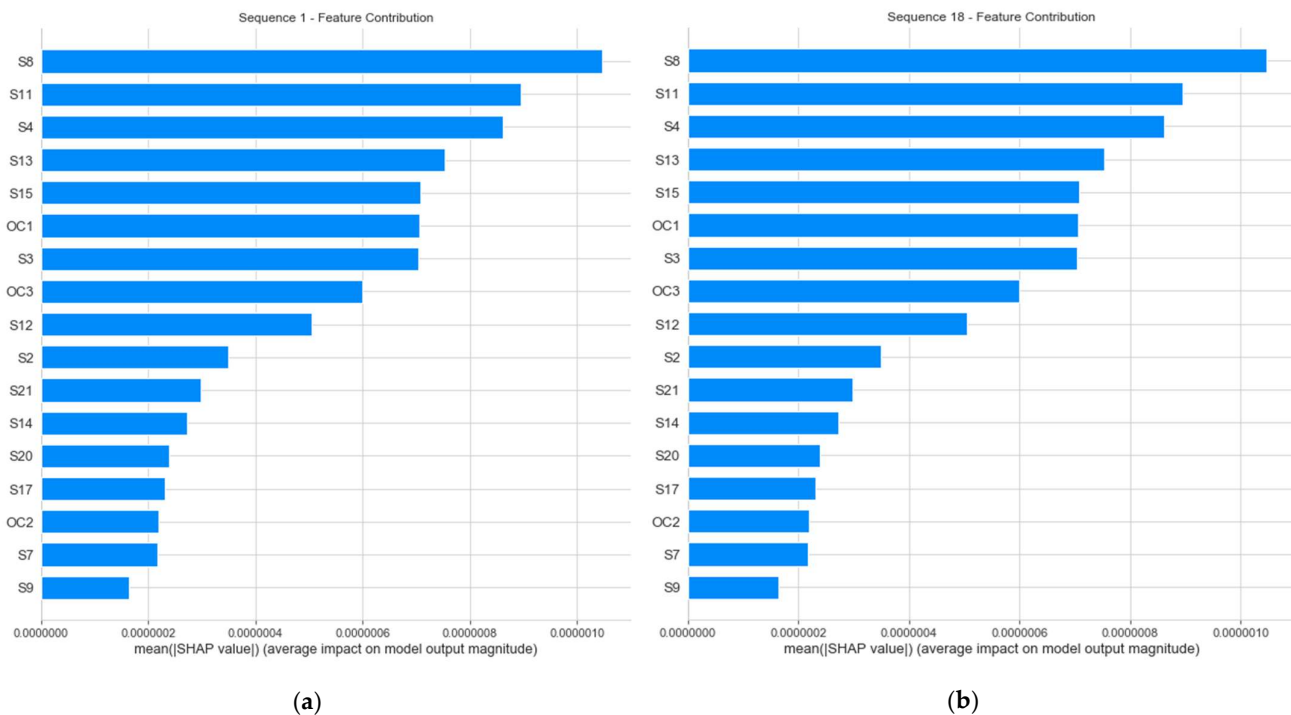 Sequence 1 - Feature Contribution
S8
S11
S4
S13
S15
OC1
S3
OC3
S12
S2
S21
S14
S20
S17
OC2
S7
S9
0.0000000 0.0000002 0.0000004 0.0000006 0.0000008 0.0000010
mean(|SHAP value|) (average impact on model output magnitude)
(a)
Sequence 18 - Feature Contribution
S8
S11
S4
S13
S15
OC1
S3
OC3
S12
S2
S21
S14
S20
S17
OC2
S7
S9
0.0000000 0.0000002 0.0000004 0.0000006 0.0000008 0.0000010
mean(|SHAP value|) (average impact on model output magnitude)
(b)